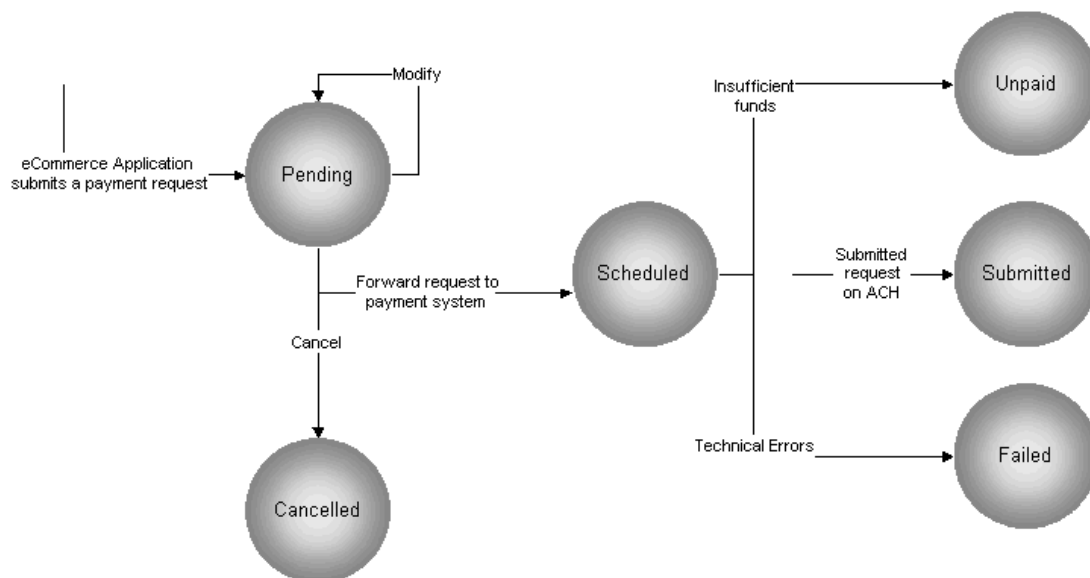 Modify
Insufficient
funds
Unpaid
eCommerce Application
submits a payment request
Pending
Forward request to
payment system
Scheduled
Submitted
request
on ACH
Submitted
Cancel
Technical Errors
Failed
Cancelled